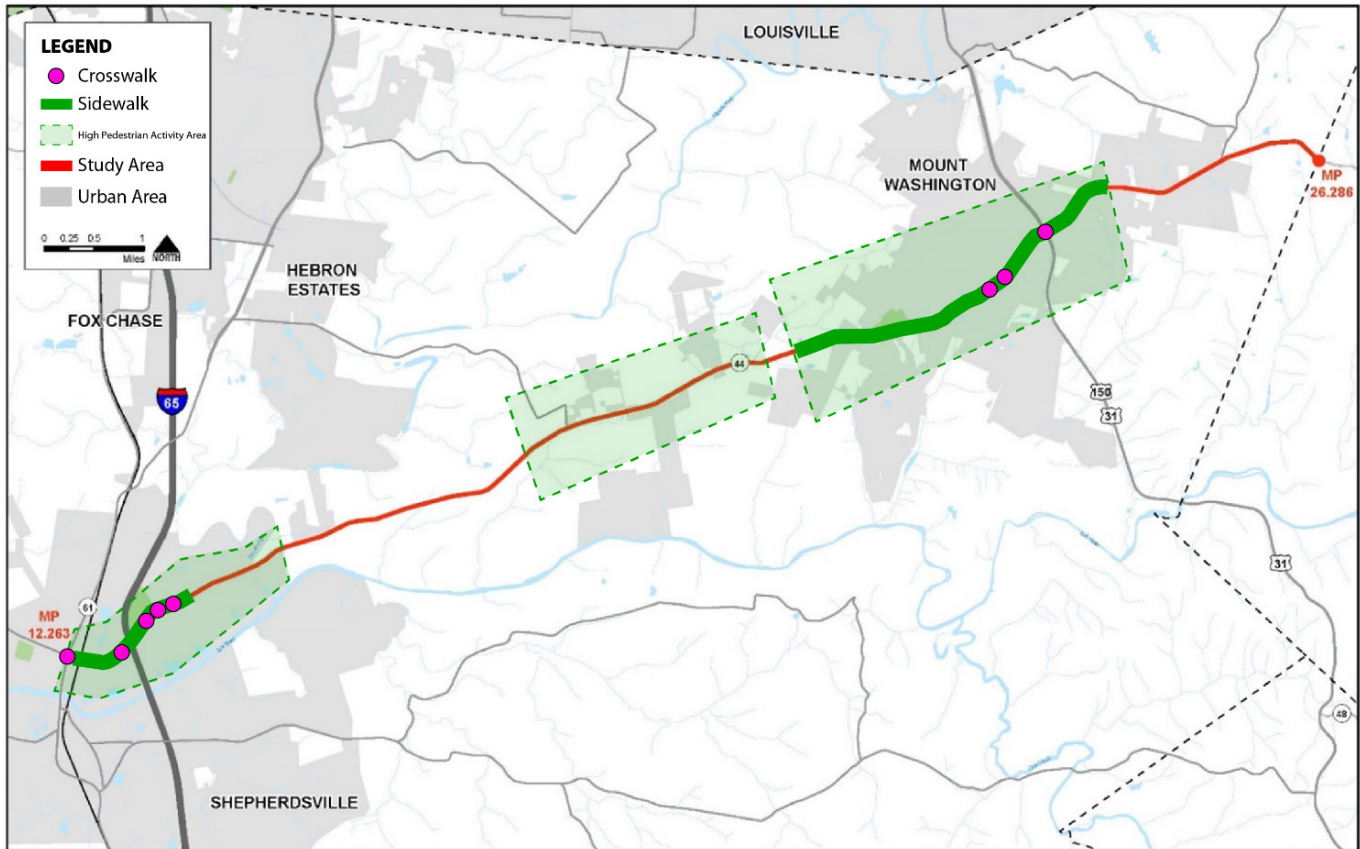 LEGEND
Crosswalk
Sidewalk
High Pedestrian Activity Area
Study Area
Urban Area
0 0.25 0.5 1
Miles
NORTH
LOUISVILLE
MOUNT
WASHINGTON
MP
26.286
HEBRON
ESTATES
FOX CHASE
65
44
150
31
31
61
MP
12.263
48
SHEPHERDSVILLE